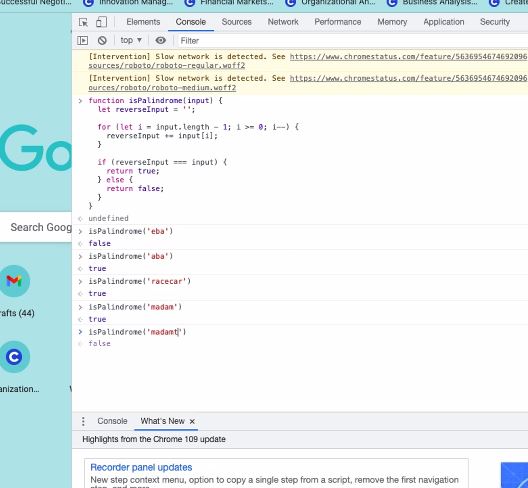 uccessful Negoti...
Innovation Manag...
Financial Markets...
Organizational An...
Business Analysis...
Elements Console Sources Network Performance Memory Application Security
top ▾ Filter
[Intervention] Slow network is detected. See https://www.chromestatus.com/feature/5636954674692096
sources/roboto/roboto-regular.woff2
[Intervention] Slow network is detected. See https://www.chromestatus.com/feature/5636954674692096
ources/roboto/roboto-medium.woff2
function isPalindrome(input) {
let reverseInput = '';
for (let i = input.length - 1; i >= 0; i--) {
reverseInput += input[i];
}
if (reverseInput === input) {
return true;
} else {
return false;
}
}
undefined
isPalindrome('eba')
false
isPalindrome('aba')
true
isPalindrome('racecar')
true
isPalindrome('madam')
true
isPalindrome('madamt')
false
Go
Search Goog
rafts (44)
anization...
Console What's New ×
Highlights from the Chrome 109 update
Recorder panel updates
New step context menu, option to copy a single step from a script, remove the first navigation
step, and more.